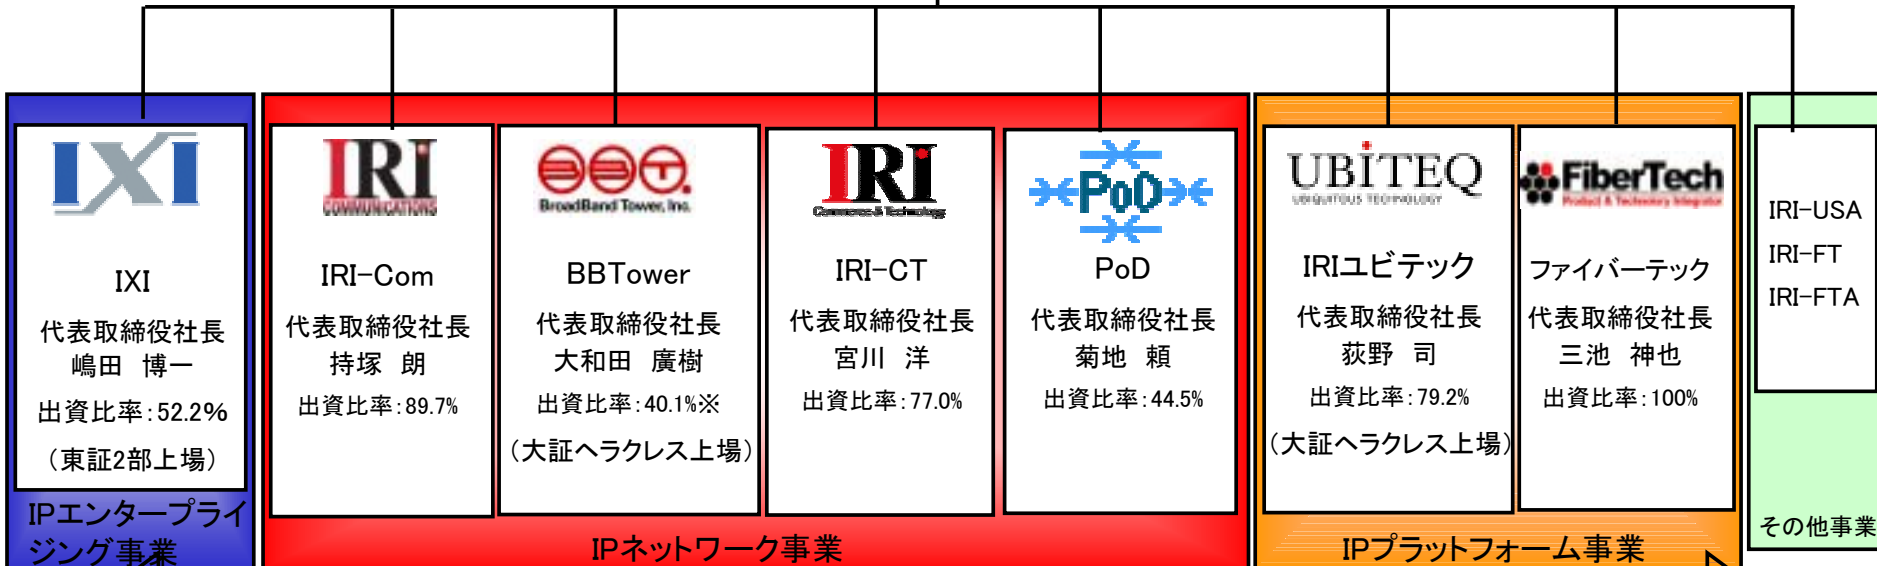 IXI
IXI
代表取締役社長
嶋田　博一
出資比率：52.2%
（東証2部上場）
IPエンタープライ
ジング事業
IRI
COMMUNICATIONS
IRI-Com
代表取締役社長
持塚　朗
出資比率：89.7%
BBT.
BroadBand Tower, Inc.
BBTower
代表取締役社長
大和田　廣樹
出資比率：40.1%※
（大証ヘラクレス上場）
IRI
Commerce & Technology
IRI-CT
代表取締役社長
宮川　洋
出資比率：77.0%
PoD
PoD
代表取締役社長
菊地　頼
出資比率：44.5%
IPネットワーク事業
UBiTEQ
UBIQUITOUS TECHNOLOGY
IRIユビテック
代表取締役社長
荻野　司
出資比率：79.2%
（大証ヘラクレス上場）
FiberTech
Product & Technology Integrator
ファイバーテック
代表取締役社長
三池　神也
出資比率：100%
IPプラットフォーム事業
IRI-USA
IRI-FT
IRI-FTA
その他事業